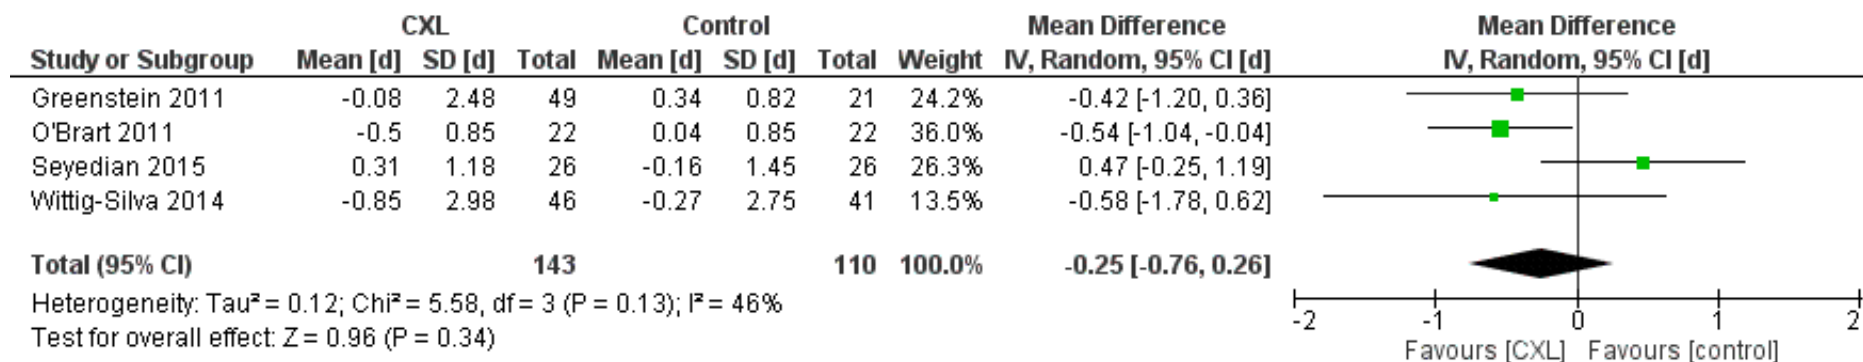 CXL Control Mean Difference Mean Difference
Study or Subgroup Mean [d] SD [d] Total Mean [d] SD [d] Total Weight IV, Random, 95% CI [d] IV, Random, 95% CI [d]
Greenstein 2011 -0.08 2.48 49 0.34 0.82 21 24.2% -0.42 [-1.20, 0.36]
O'Brart 2011 -0.5 0.85 22 0.04 0.85 22 36.0% -0.54 [-1.04, -0.04]
Seyedian 2015 0.31 1.18 26 -0.16 1.45 26 26.3% 0.47 [-0.25, 1.19]
Wittig-Silva 2014 -0.85 2.98 46 -0.27 2.75 41 13.5% -0.58 [-1.78, 0.62]
Total (95% CI) 143 110 100.0% -0.25 [-0.76, 0.26]
Heterogeneity: Tau² = 0.12; Chi² = 5.58, df = 3 (P = 0.13); I² = 46%
Test for overall effect: Z = 0.96 (P = 0.34)
-2 -1 0 1 2
Favours [CXL] Favours [control]